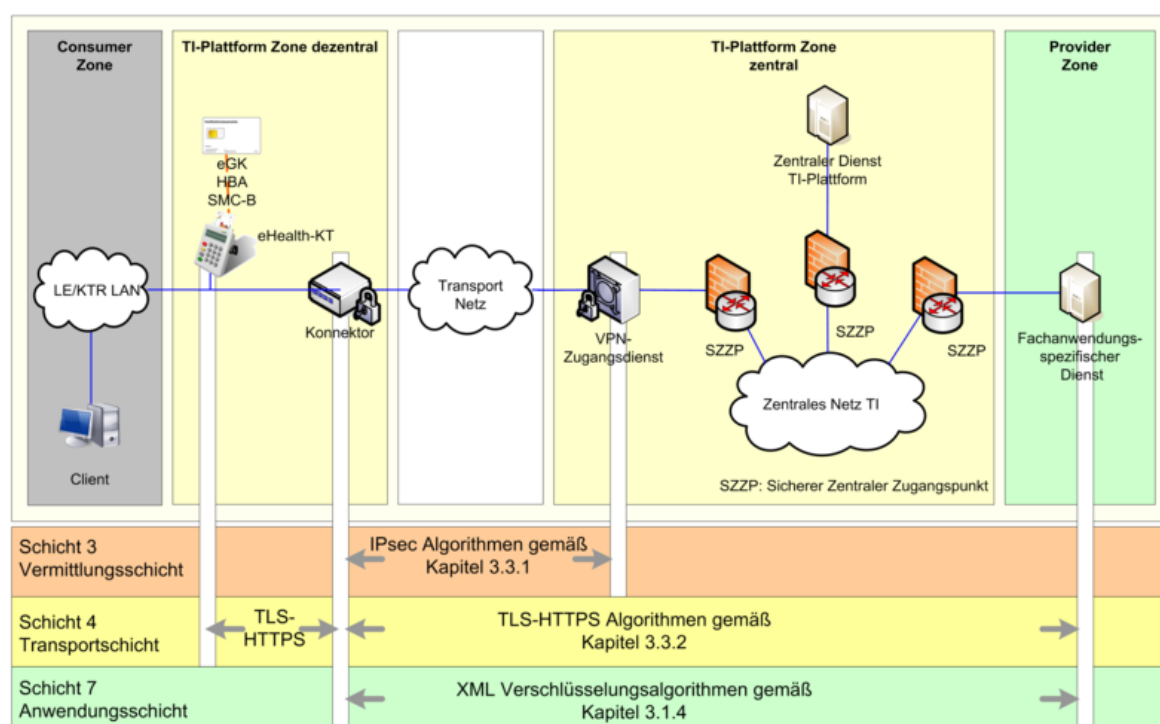 Consumer
Zone
TI-Plattform Zone dezentral
TI-Plattform Zone
zentral
Provider
Zone
eGK
HBA
SMC-B
eHealth-KT
Zentraler Dienst
TI-Plattform
LE/KTR LAN
Konnektor
Transport
Netz
VPN-
Zugangsdienst
SZZP
SZZP
SZZP
Fachanwendungs-
spezifischer
Dienst
Zentrales Netz TI
Client
SZZP: Sicherer Zentraler Zugangspunkt
Schicht 3
Vermittlungsschicht
IPsec Algorithmen gemäß
Kapitel 3.3.1
Schicht 4
Transportschicht
TLS-
HTTPS
TLS-HTTPS Algorithmen gemäß
Kapitel 3.3.2
Schicht 7
Anwendungsschicht
XML Verschlüsselungsalgorithmen gemäß
Kapitel 3.1.4